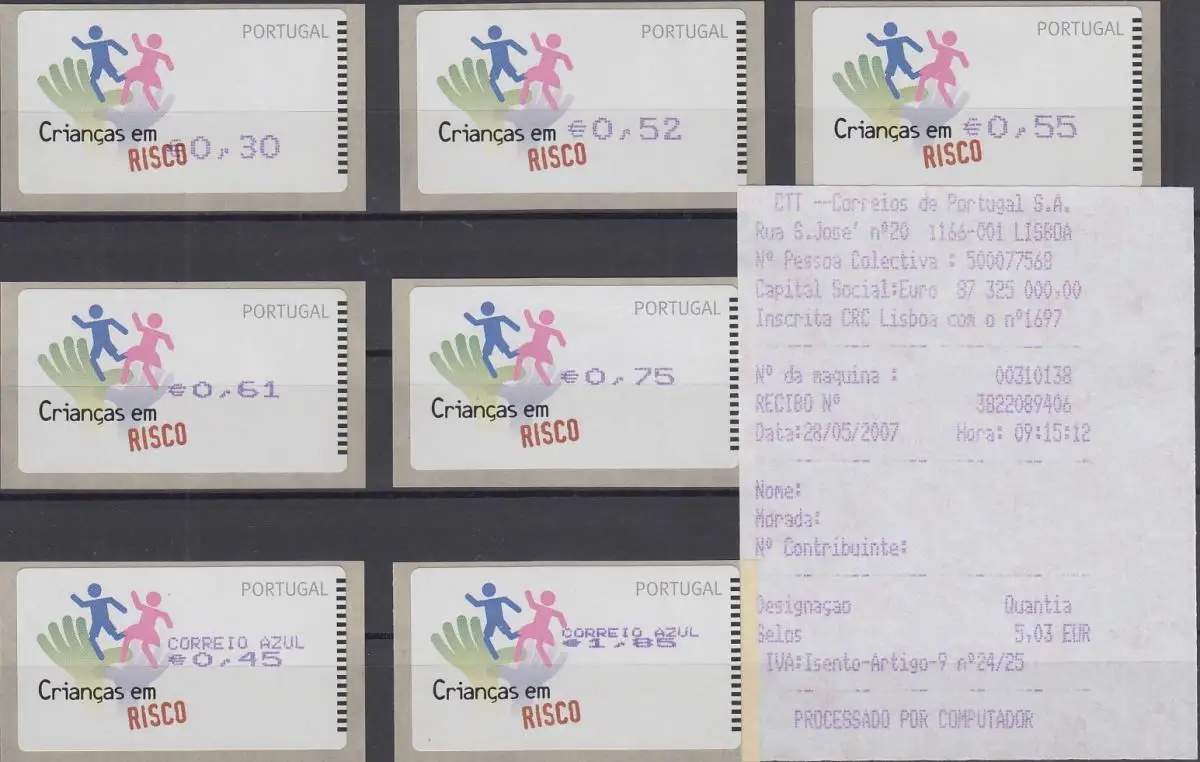 PORTUGAL
Crianças em
RISCO
€0,30
PORTUGAL
Crianças em
€0,52
RISCO
PORTUGAL
Crianças em
€0,55
RISCO
PORTUGAL
€0,61
Crianças em
RISCO
PORTUGAL
€0,75
Crianças em
RISCO
PORTUGAL
CORREIO AZUL
€0,45
Crianças em
RISCO
PORTUGAL
CORREIO AZUL
€1,85
Crianças em
RISCO
CTT --Correios de Portugal S.A.
Rua S.Jose' nº20 1166-001 LISBOA
Nº Pessoa Colectiva : 500077568
Capital Social:Euro 87 325 000.00
Inscrita CRC Lisboa com o nº1697
Nº da maquina : 00310138
RECIBO Nº 3822089406
Data:28/05/2007 Hora: 09:15:12
Nome:
Morada:
Nº Contribuinte:
Designaçao Quantia
Selos 5,03 EUR
IVA:Isento-Artigo-9 nº24/25
PROCESSADO POR COMPUTADOR